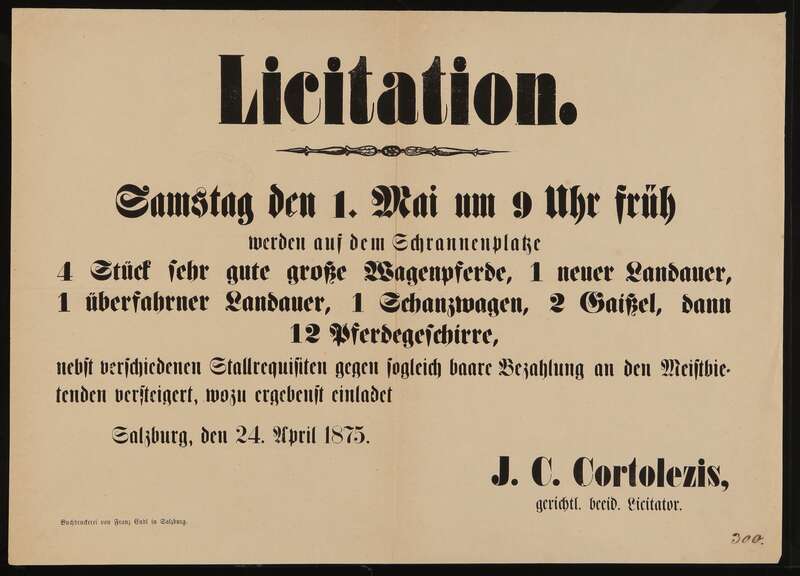 Licitation.
Samstag den 1. Mai um 9 Uhr früh
werden auf dem Schrannenplatze
4 Stück sehr gute große Wagenpferde, 1 neuer Landauer,
1 überfahrner Landauer, 1 Schanzwagen, 2 Gaißel, dann
12 Pferdegeschirre,
nebst verschiedenen Stallrequisiten gegen sogleich baare Bezahlung an den Meistbie-
tenden versteigert, wozu ergebenst einladet
Salzburg, den 24. April 1875.
J. C. Cortolezis,
gerichtl. beeid. Licitator.
Buchdruckerei von Franz Endl in Salzburg.
300.